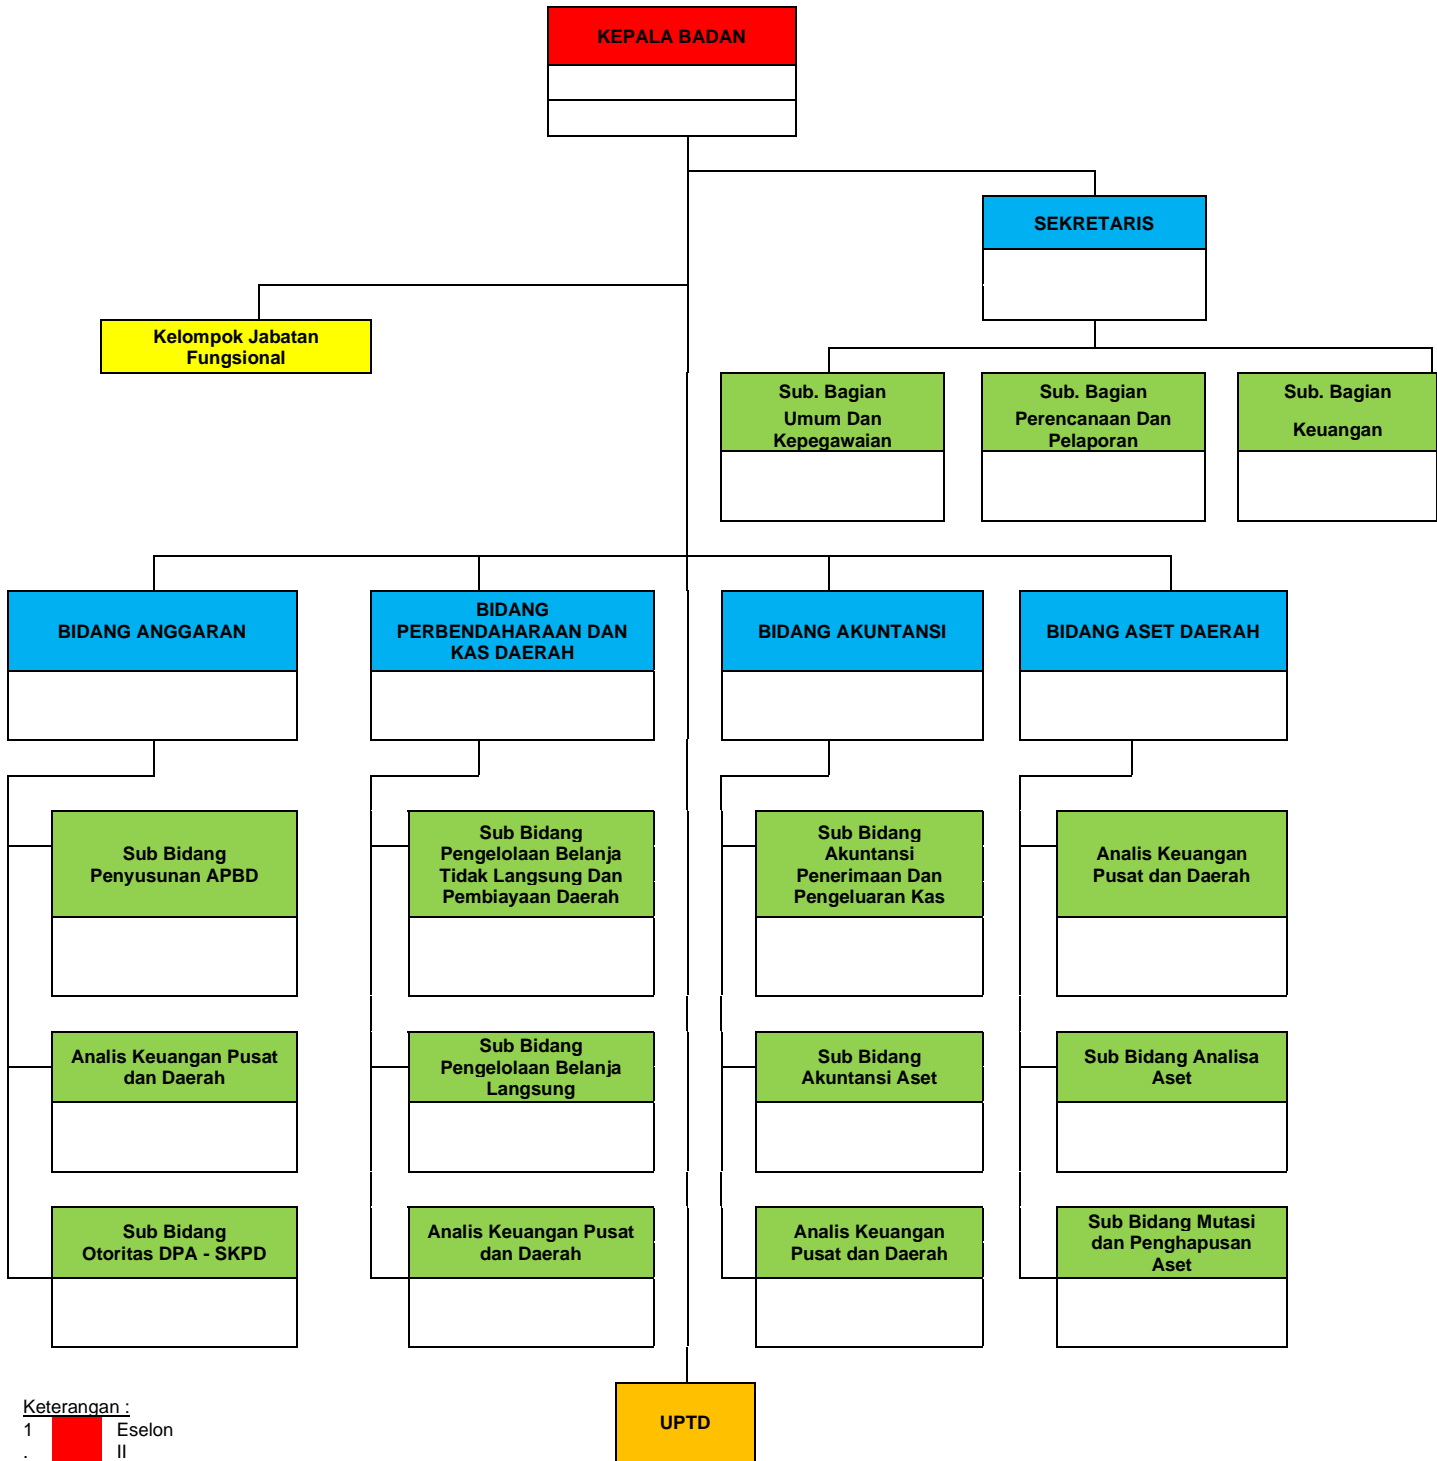 KEPALA BADAN
SEKRETARIS
Kelompok Jabatan
Fungsional
Sub. Bagian
Umum Dan
Kepegawaian
Sub. Bagian
Perencanaan Dan
Pelaporan
Sub. Bagian
Keuangan
BIDANG ANGGARAN
BIDANG
PERBENDAHARAAN DAN
KAS DAERAH
BIDANG AKUNTANSI
BIDANG ASET DAERAH
Sub Bidang
Penyusunan APBD
Sub Bidang
Pengelolaan Belanja
Tidak Langsung Dan
Pembiayaan Daerah
Sub Bidang
Akuntansi
Penerimaan Dan
Pengeluaran Kas
Analis Keuangan
Pusat dan Daerah
Analis Keuangan Pusat
dan Daerah
Sub Bidang
Pengelolaan Belanja
Langsung
Sub Bidang
Akuntansi Aset
Sub Bidang Analisa
Aset
Sub Bidang
Otoritas DPA - SKPD
Analis Keuangan Pusat
dan Daerah
Analis Keuangan
Pusat dan Daerah
Sub Bidang Mutasi
dan Penghapusan
Aset
UPTD
Keterangan :
1 Eselon
. II